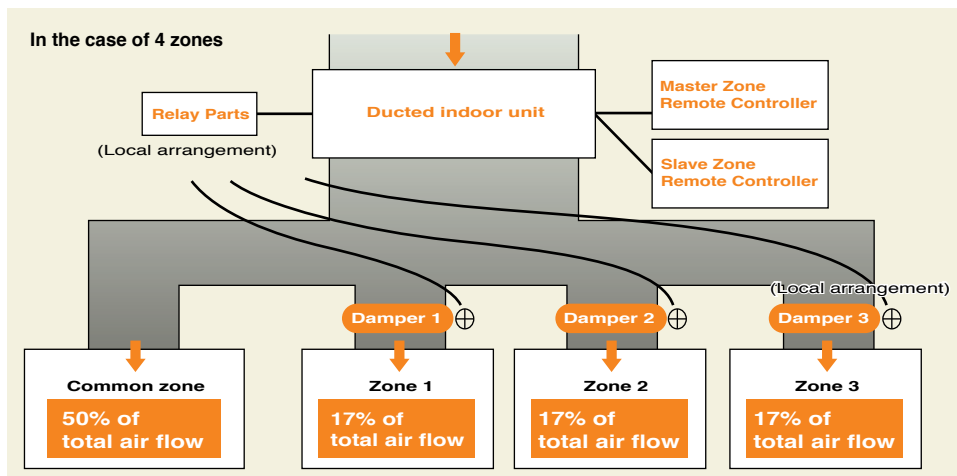 In the case of 4 zones
Relay Parts
(Local arrangement)
Ducted indoor unit
Master Zone
Remote Controller
Slave Zone
Remote Controller
(Local arrangement)
Damper 1
Damper 2
Damper 3
Common zone
50% of
total air flow
Zone 1
17% of
total air flow
Zone 2
17% of
total air flow
Zone 3
17% of
total air flow